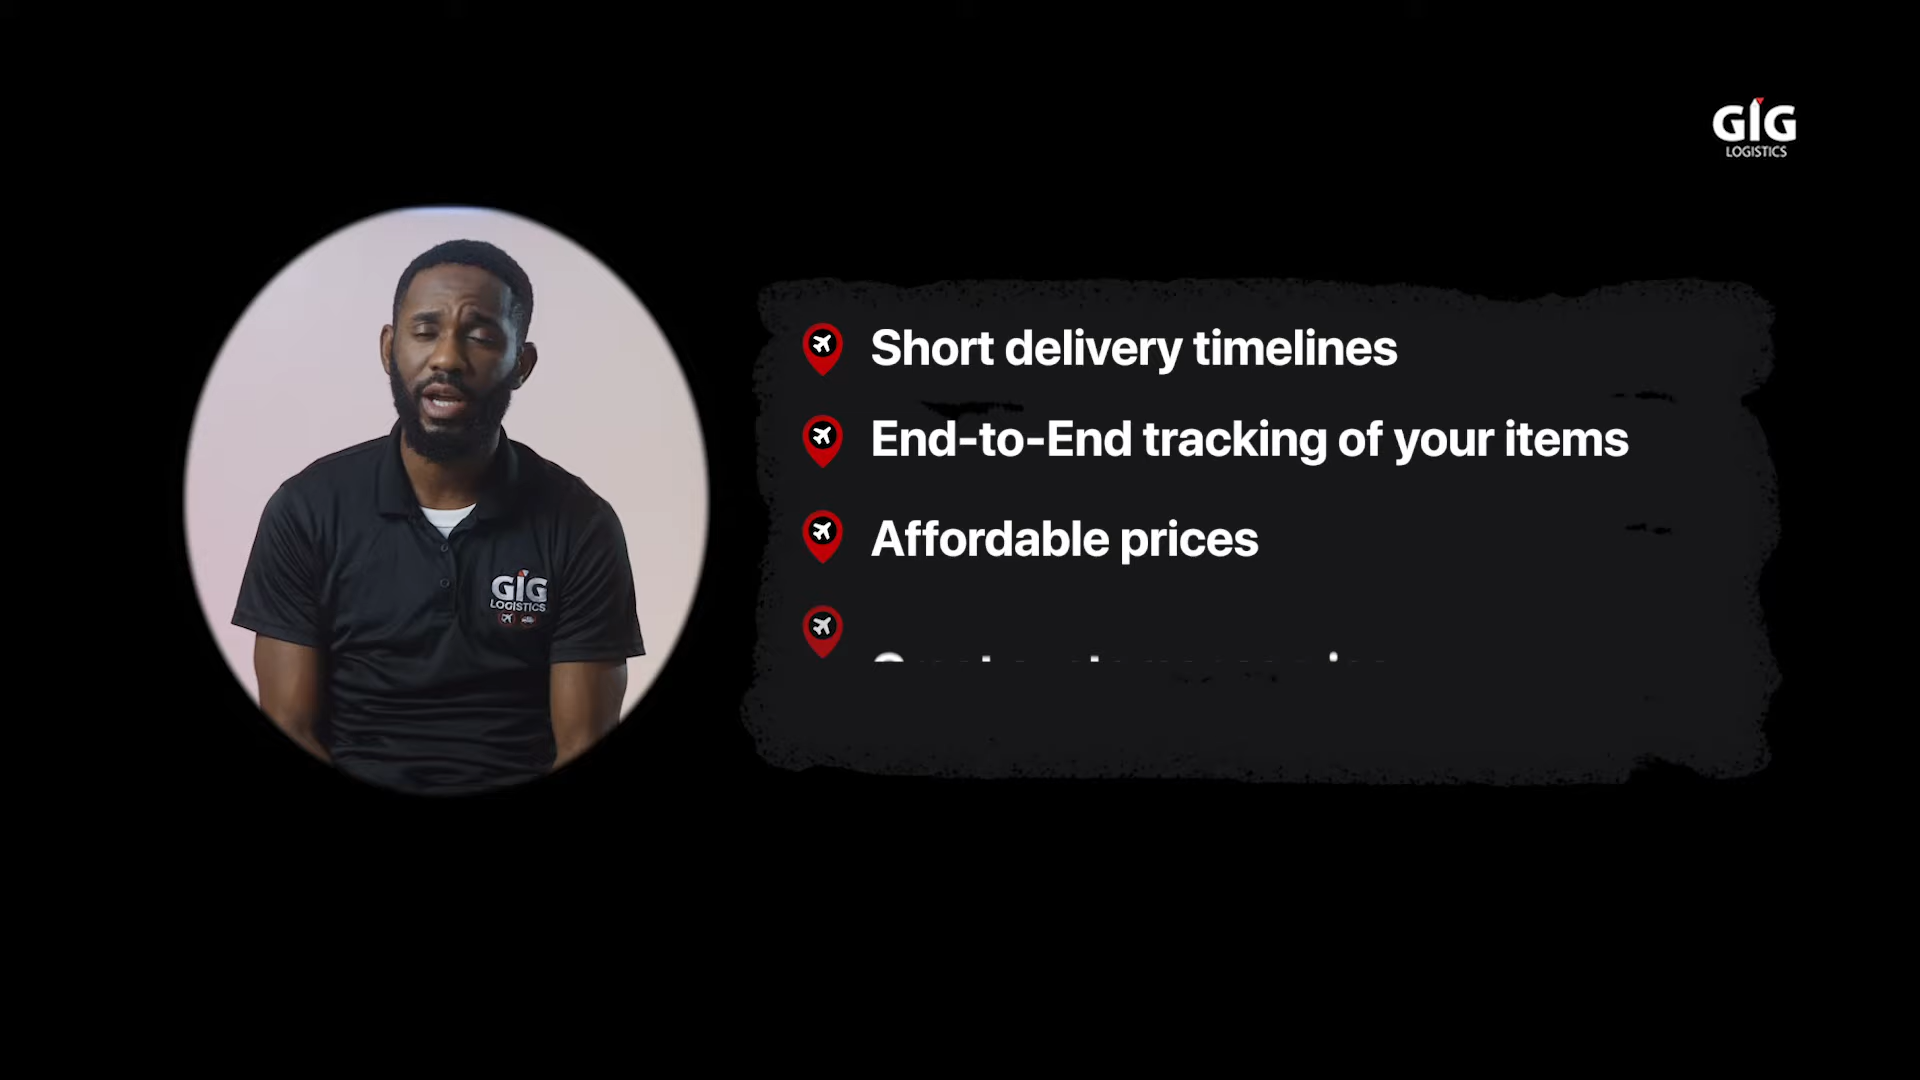 GIG
LOGISTICS
Short delivery timelines
End-to-End tracking of your items
Affordable prices
GIG
LOGISTICS